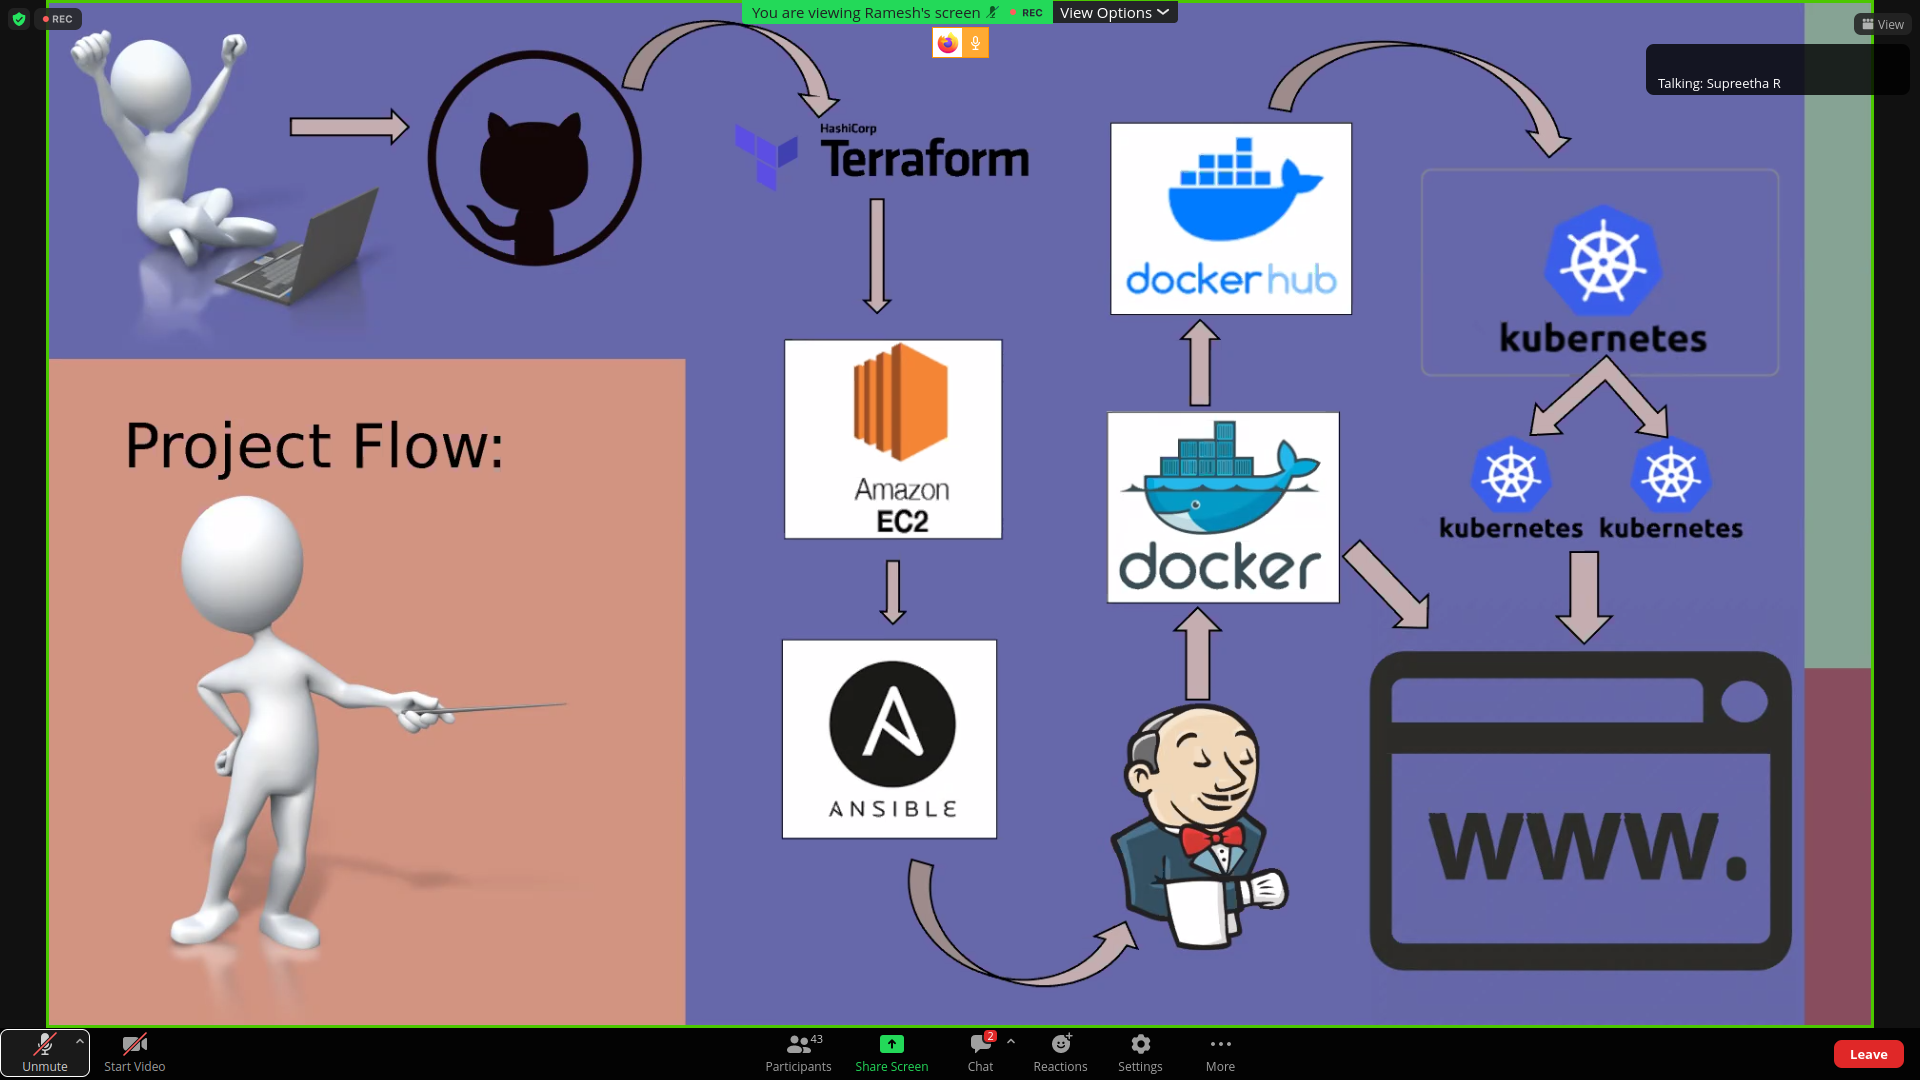 REC
You are viewing Ramesh's screen
REC
View Options
View
Talking: Supreetha R
HashiCorp
Terraform
docker hub
kubernetes
Project Flow:
Amazon
EC2
docker
kubernetes
kubernetes
ANSIBLE
www.
Unmute
Start Video
43
Participants
Share Screen
2
Chat
Reactions
Settings
More
Leave